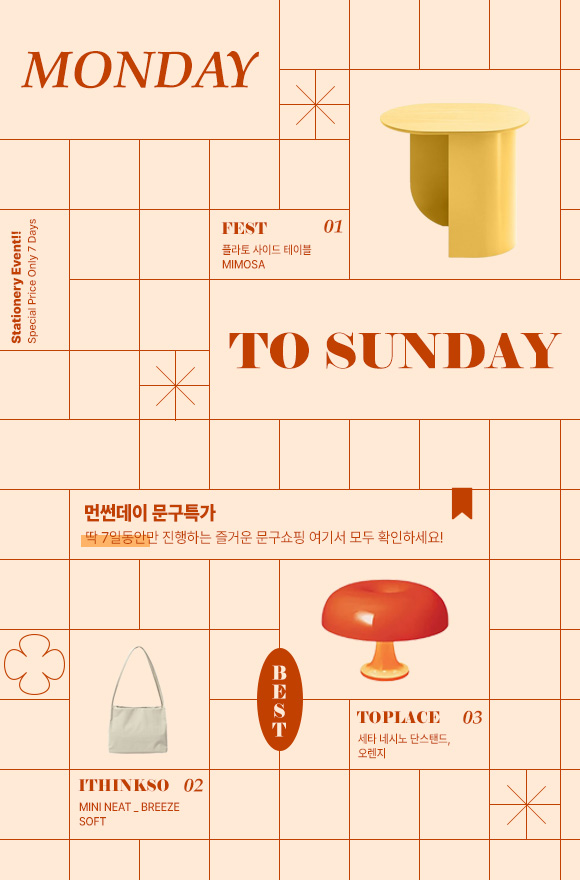 MONDAY
FEST 01
플라토 사이드 테이블
MIMOSA
Stationery Event!!
Special Price Only 7 Days
TO SUNDAY
먼썬데이 문구특가
딱 7일동안만 진행하는 즐거운 문구쇼핑 여기서 모두 확인하세요!
BEST
TOPLACE 03
세타 네시노 단스탠드,
오렌지
ITHINKSO 02
MINI NEAT _ BREEZE
SOFT